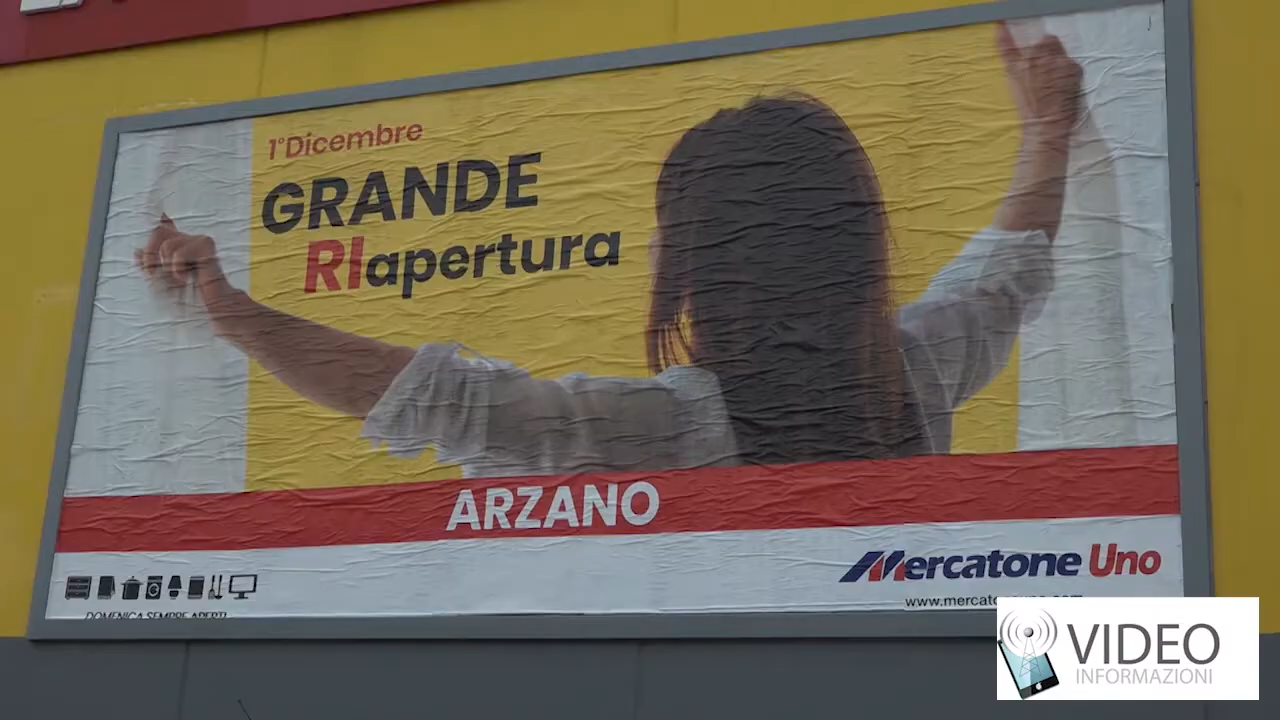 1°Dicembre
GRANDE
RIapertura
ARZANO
Mercatone Uno
DOMENICA SEMPRE APERTI
VIDEO
INFORMAZIONI